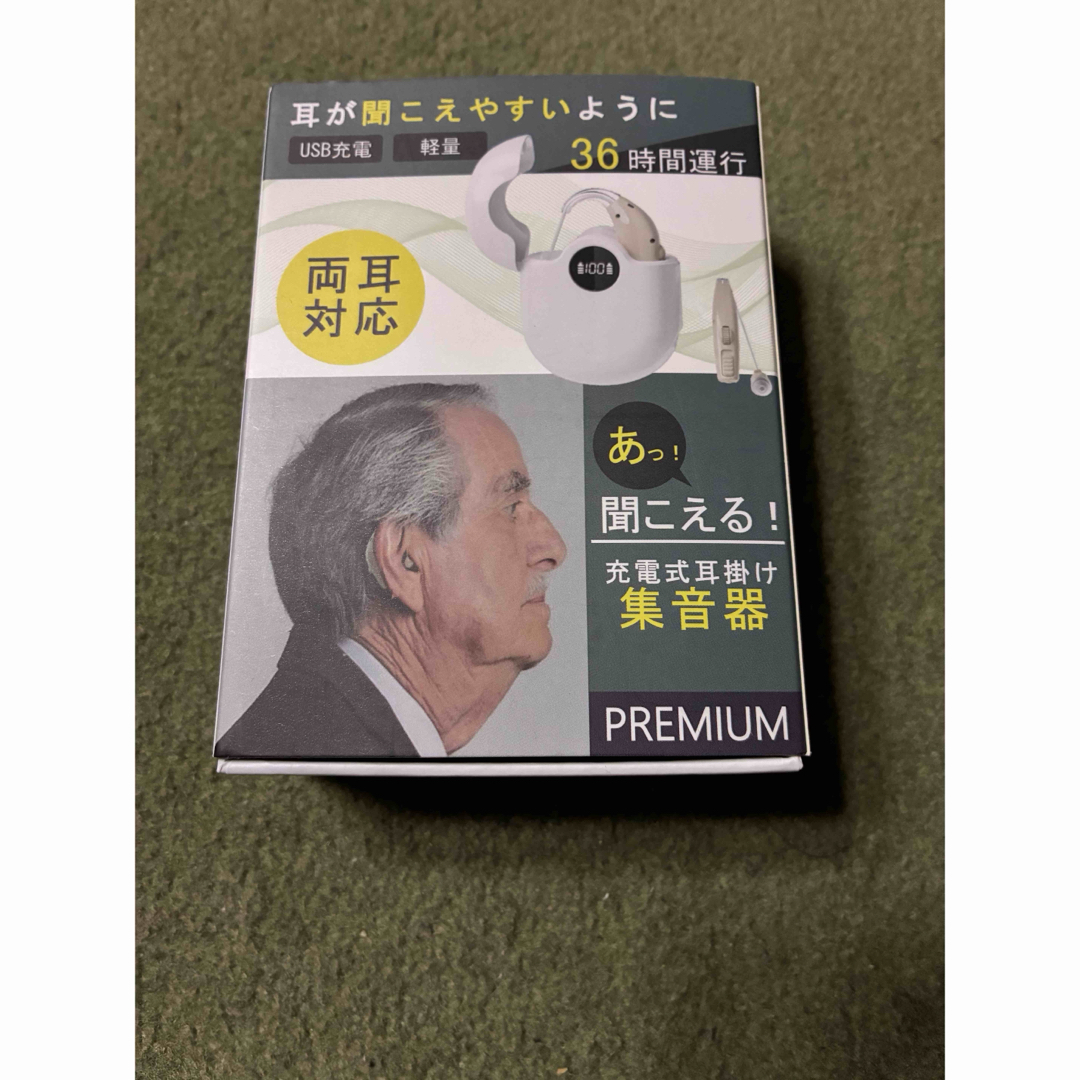 耳が聞こえやすいように
USB充電
軽量
36時間運行
100
両耳
対応
あっ!
聞こえる!
充電式耳掛け
集音器
PREMIUM